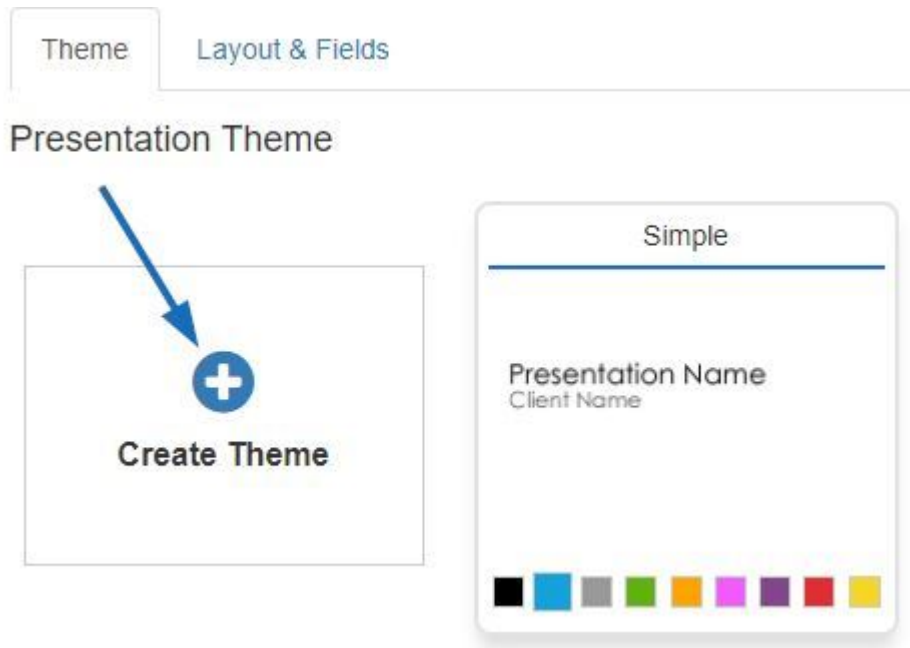 Theme
Layout & Fields
Presentation Theme
Create Theme
Simple
Presentation Name
Client Name